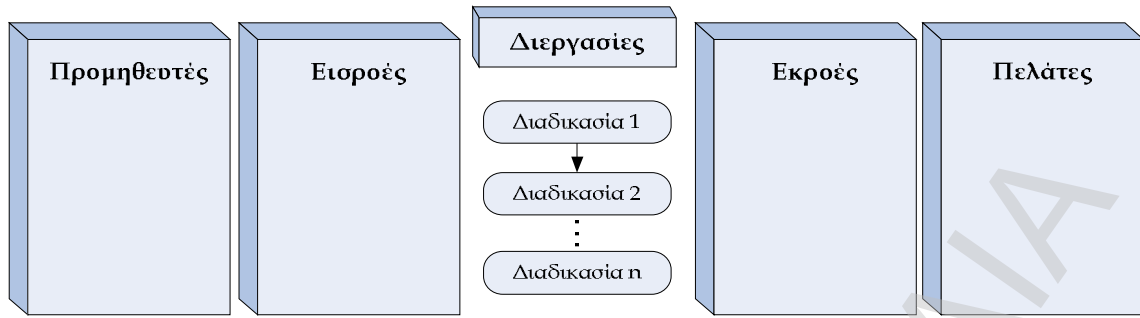 Προμηθευτές
Εισροές
Διεργασίες
Εκροές
Πελάτες
Διαδικασία 1
Διαδικασία 2
Διαδικασία n